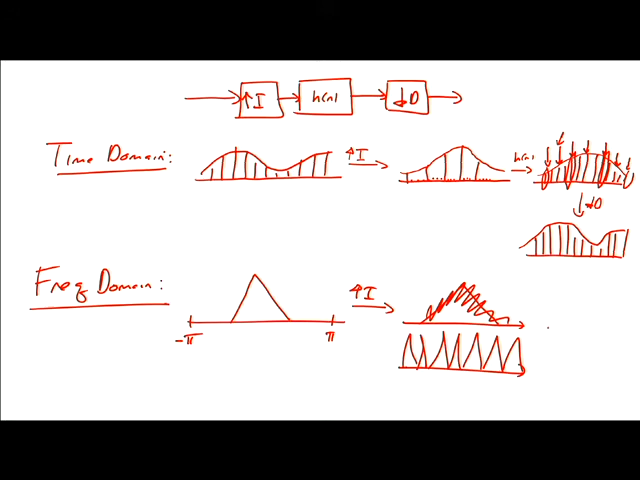 ↑I h(n) ↓D
Time Domain: ↑I h(n)
↓D
Freq Domain: ↑I
-π π